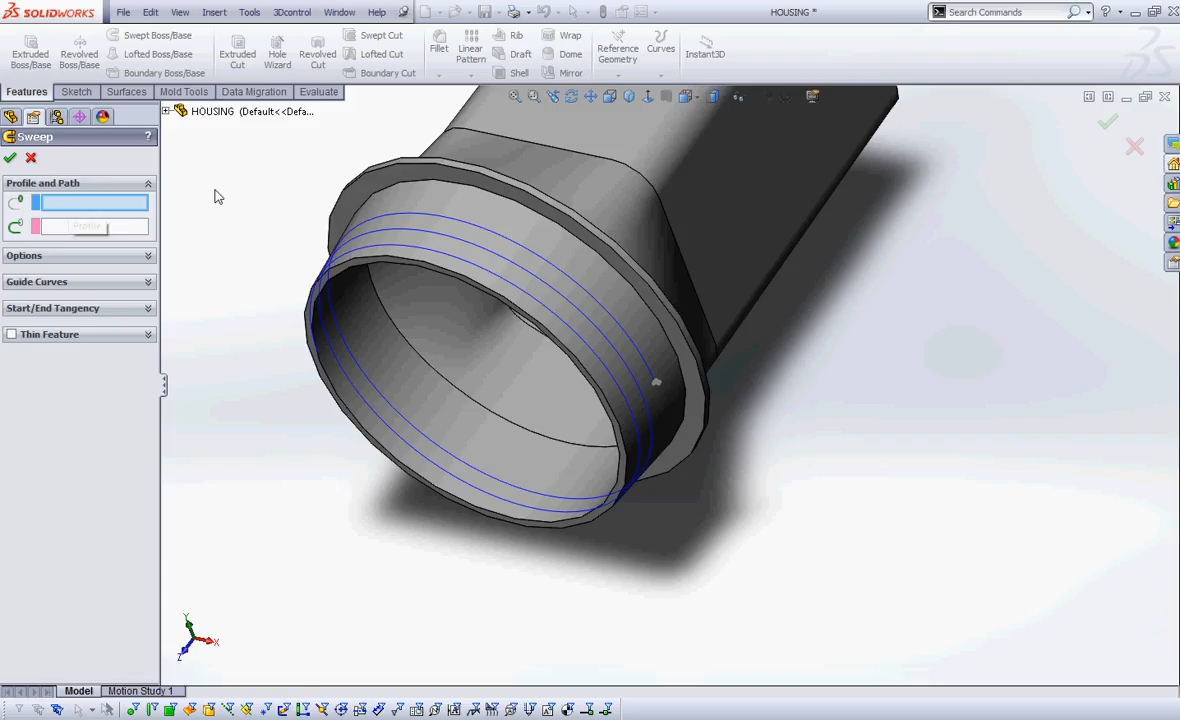 SOLIDWORKS File Edit View Insert Tools 3Dcontrol Window Help HOUSING * Search Commands
Extruded Boss/Base Revolved Boss/Base Swept Boss/Base Lofted Boss/Base Boundary Boss/Base Extruded Cut Hole Wizard Revolved Cut Swept Cut Lofted Cut Boundary Cut Fillet Linear Pattern Rib Draft Shell Wrap Dome Mirror Reference Geometry Curves Instant3D
Features Sketch Surfaces Mold Tools Data Migration Evaluate
HOUSING (Default<<Defa...
Sweep ?
Profile and Path
Profile
Options
Guide Curves
Start/End Tangency
Thin Feature
Y
X
Z
Model Motion Study 1